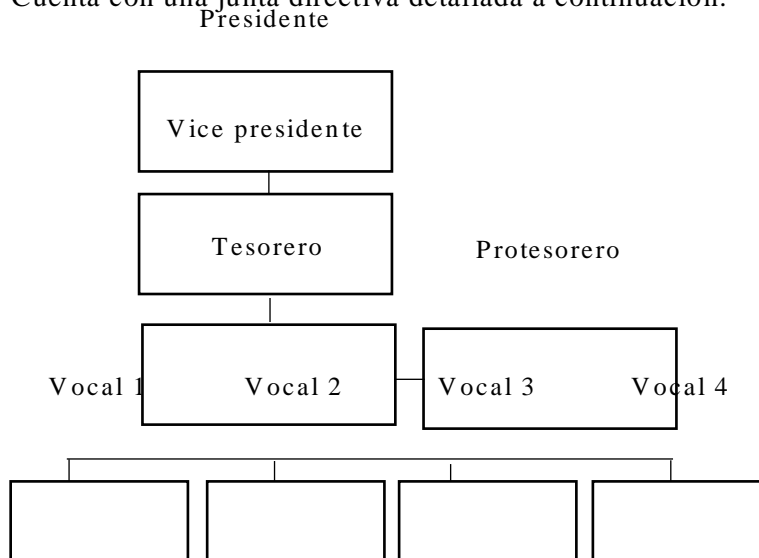 Cuenta con una junta directiva detallada a continuación:
Presidente
Vice presidente
Tesorero Protesorero
Vocal 1 Vocal 2 Vocal 3 Vocal 4